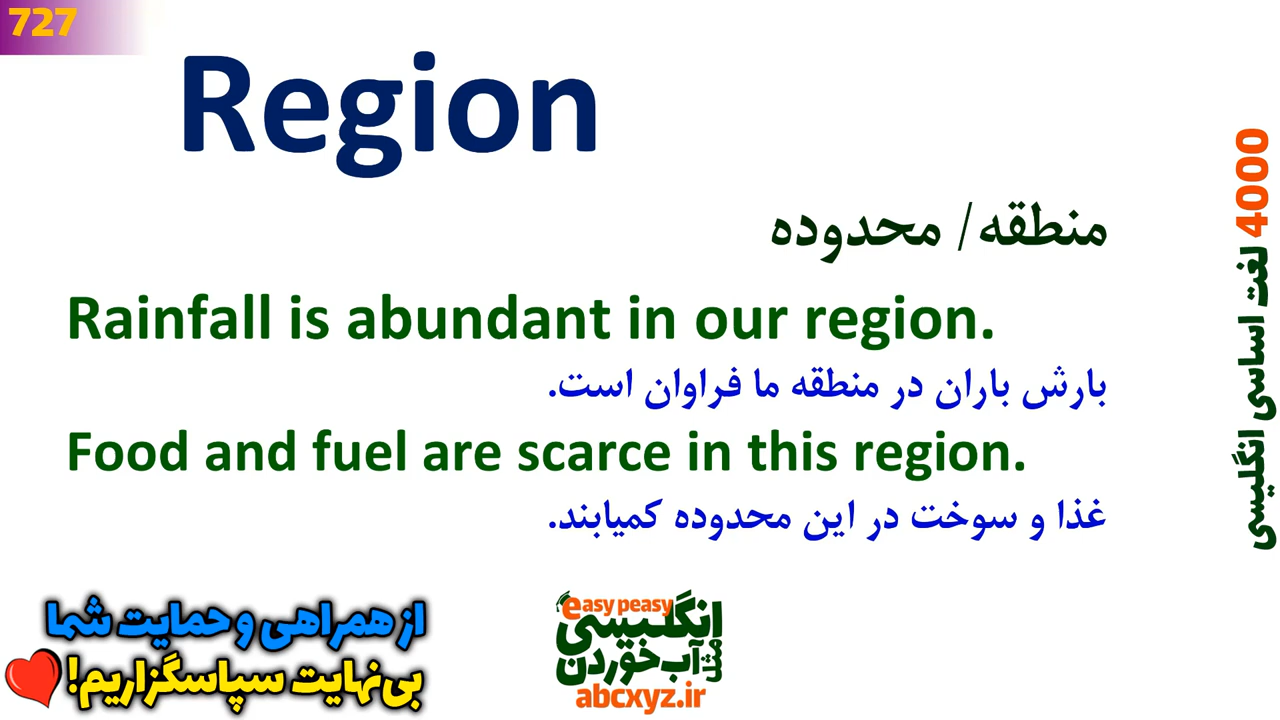 727
Region
منطقه/ محدوده
Rainfall is abundant in our region.
بارش باران در منطقه ما فراوان است.
Food and fuel are scarce in this region.
غذا و سوخت در این محدوده کمیابند.
4000 لغت اساسی انگلیسی
از همراهی و حمایت شما
بی‌نهایت سپاسگزاریم!
easy peasy
انگلیسی
مثل آب خوردن
abcxyz.ir